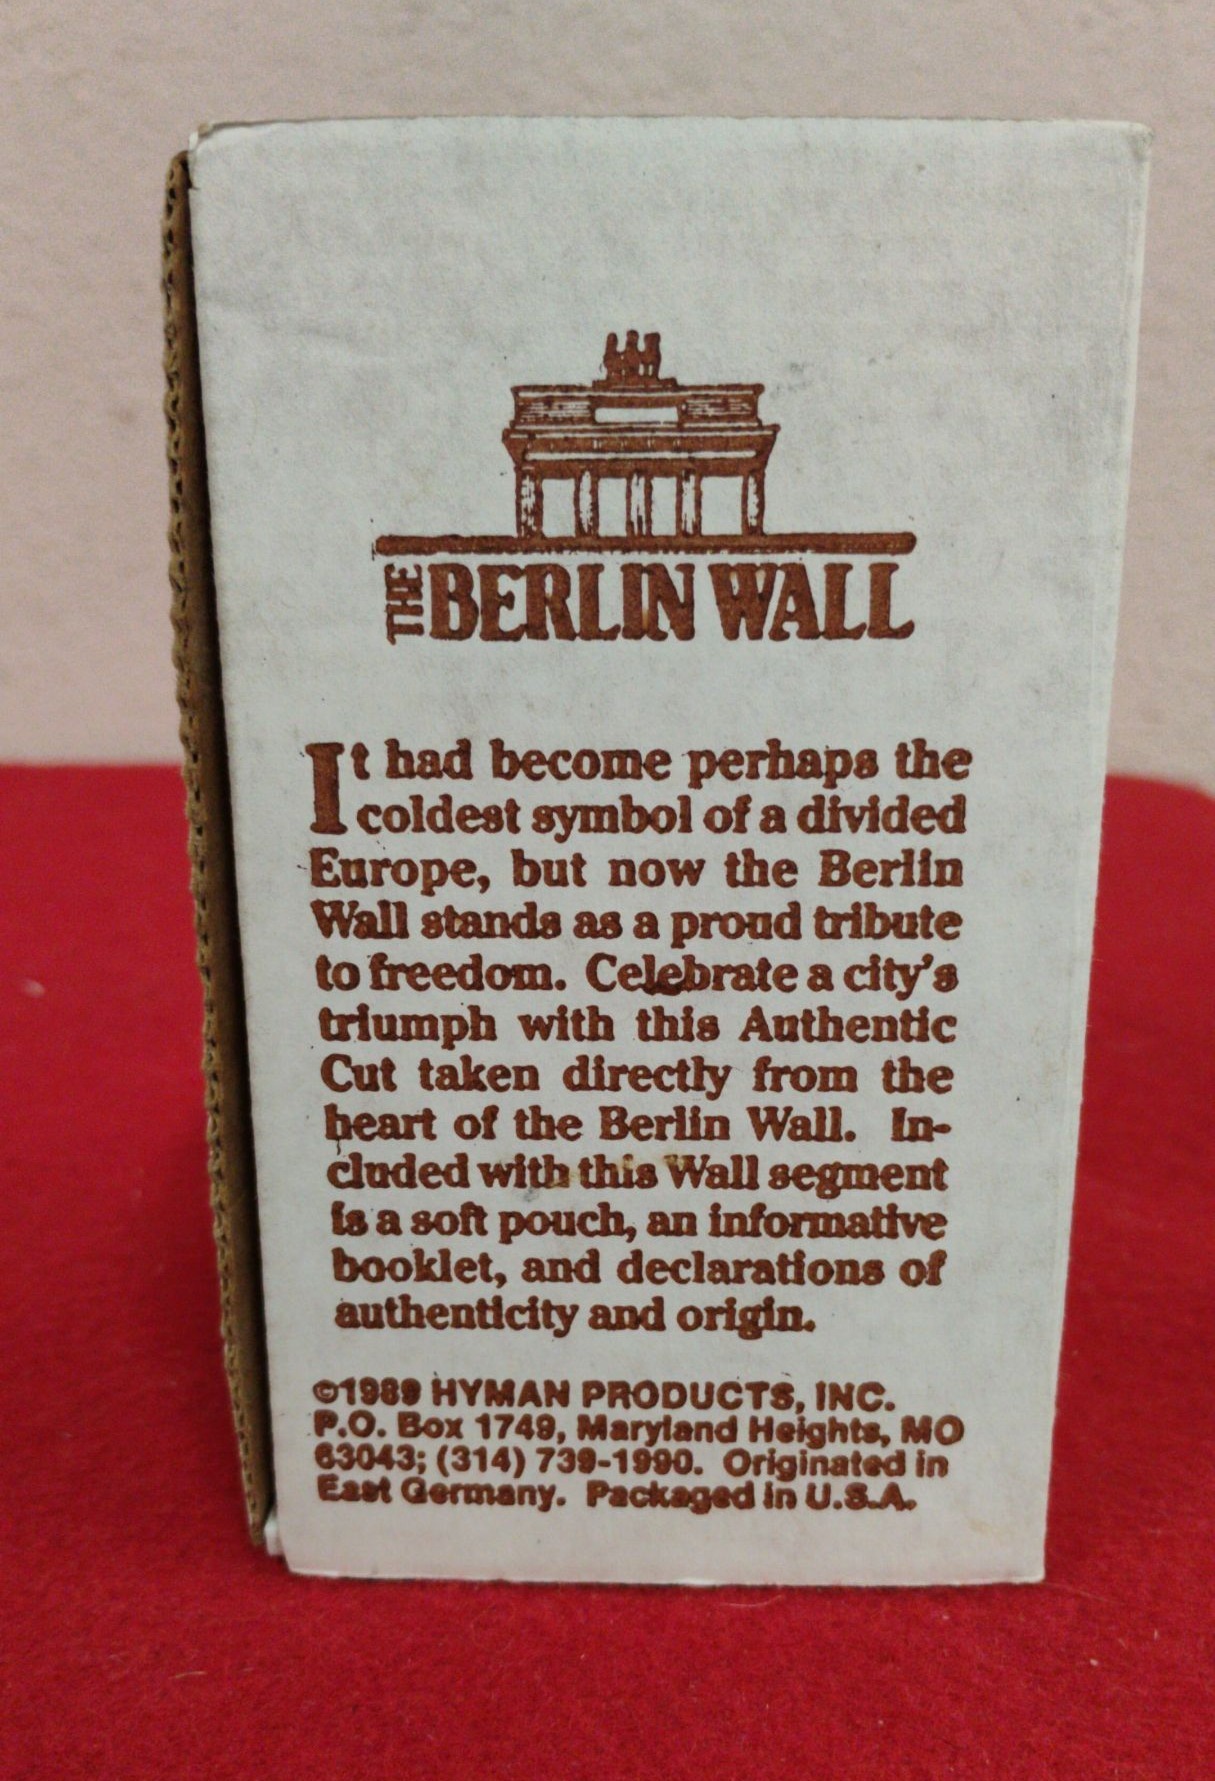 THE BERLIN WALL
It had become perhaps the
coldest symbol of a divided
Europe, but now the Berlin
Wall stands as a proud tribute
to freedom. Celebrate a city's
triumph with this Authentic
Cut taken directly from the
heart of the Berlin Wall. In-
cluded with this Wall segment
is a soft pouch, an informative
booklet, and declarations of
authenticity and origin.
©1989 HYMAN PRODUCTS, INC.
P.O. Box 1749, Maryland Heights, MO
63043; (314) 739-1990. Originated in
East Germany. Packaged in U.S.A.